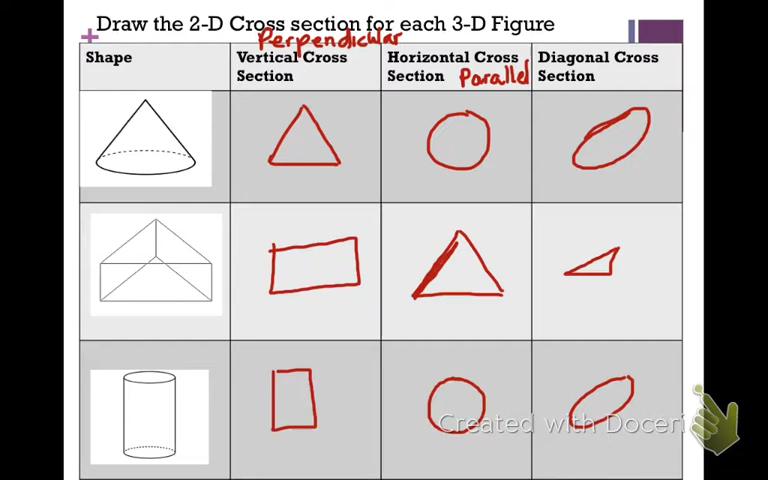 Draw the 2-D Cross section for each 3-D Figure
Perpendicular
Shape
Vertical Cross
Section
Horizontal Cross
Section Parallel
Diagonal Cross
Section
Created with Doceri